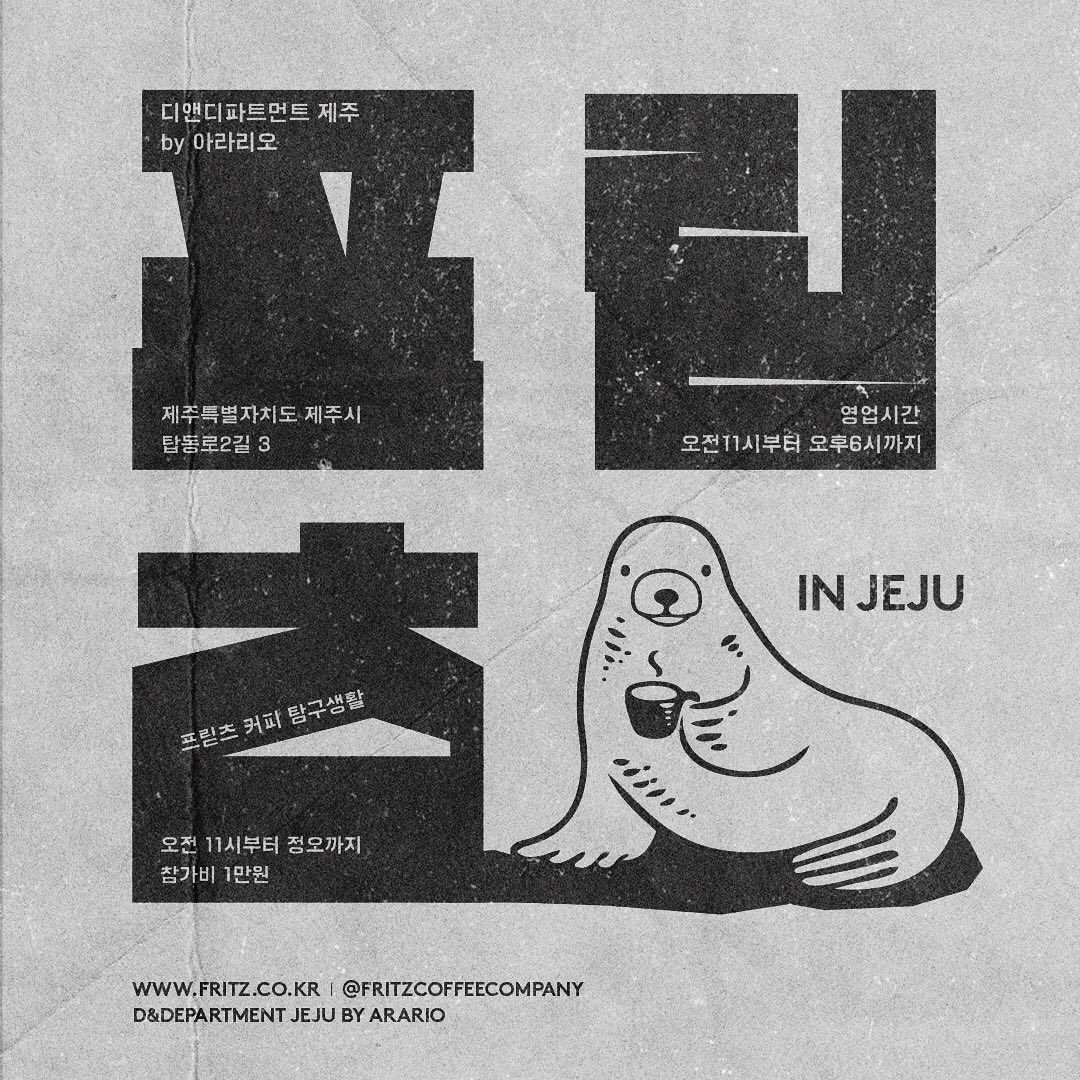 프릳츠
디앤디파트먼트 제주
by 아라리오
제주특별자치도 제주시
탑동로2길 3
영업시간
오전11시부터 오후6시까지
IN JEJU
프릳츠 커피 탐구생활
오전 11시부터 정오까지
참가비 1만원
WWW.FRITZ.CO.KR | @FRITZCOFFEECOMPANY
D&DEPARTMENT JEJU BY ARARIO